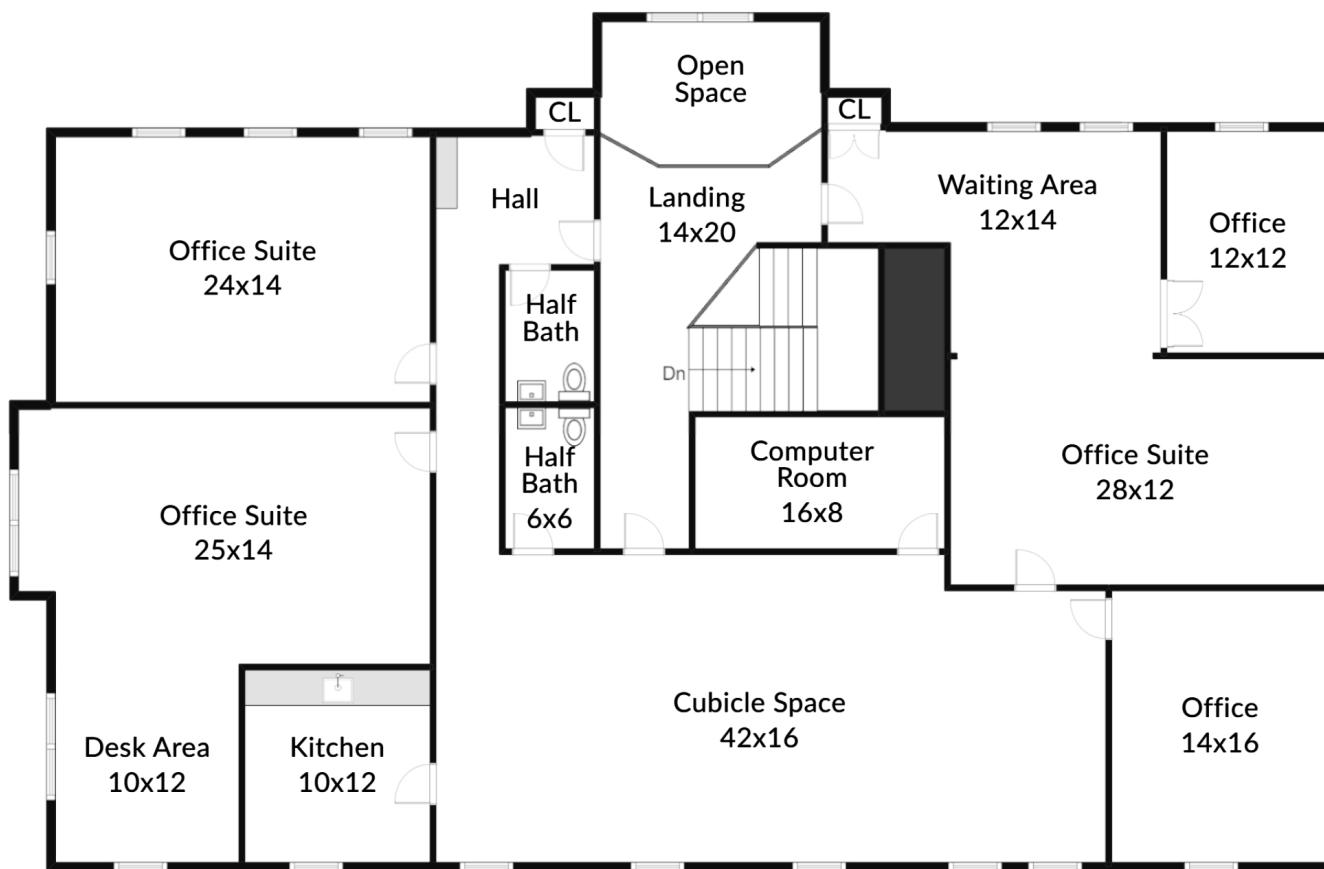 Open
Space
CL
CL
Hall
Landing
14x20
Waiting Area
12x14
Office
12x12
Office Suite
24x14
Half
Bath
Dn
Half
Bath
6x6
Computer
Room
16x8
Office Suite
28x12
Office Suite
25x14
Cubicle Space
42x16
Office
14x16
Desk Area
10x12
Kitchen
10x12